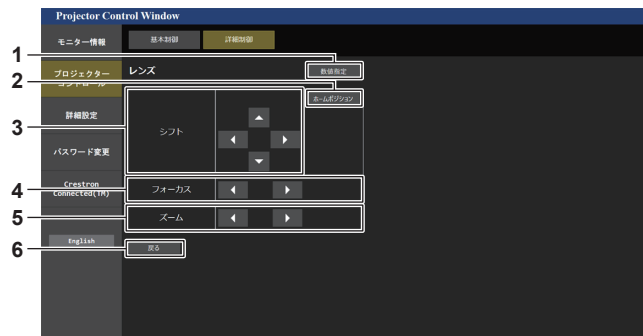 Projector Control Window
モニター情報
基本制御
詳細制御
1
プロジェクター
コントロール
レンズ
数値指定
2
ホームポジション
詳細設定
3
シフト
パスワード変更
Crestron
Connected(TM)
4
フォーカス
5
ズーム
English
6
戻る